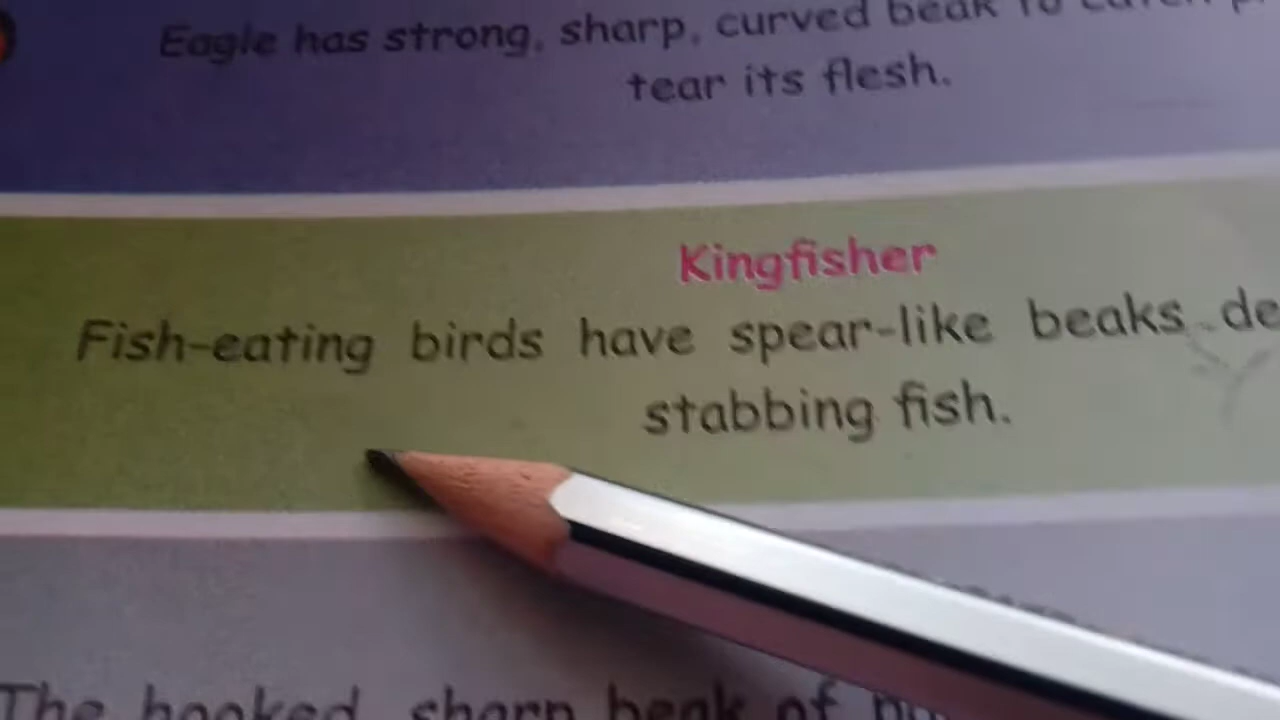 Eagle has strong, sharp, curved beak to
tear its flesh.
Kingfisher
Fish-eating birds have spear-like beaks
stabbing fish.
The hooked, sharp beak of